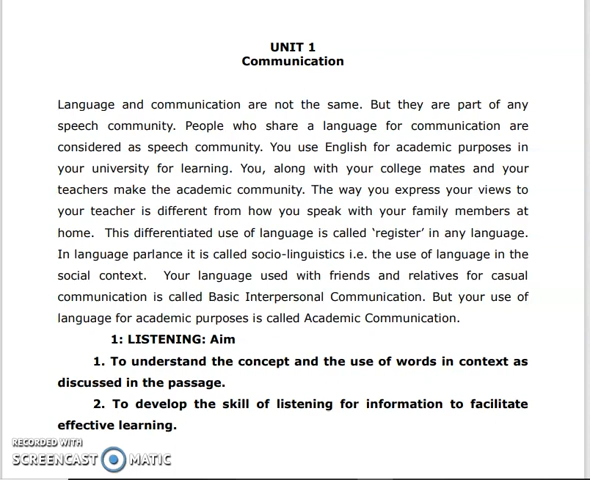 UNIT 1
Communication
Language and communication are not the same. But they are part of any
speech community. People who share a language for communication are
considered as speech community. You use English for academic purposes in
your university for learning. You, along with your college mates and your
teachers make the academic community. The way you express your views to
your teacher is different from how you speak with your family members at
home. This differentiated use of language is called ‘register’ in any language.
In language parlance it is called socio-linguistics i.e. the use of language in the
social context. Your language used with friends and relatives for casual
communication is called Basic Interpersonal Communication. But your use of
language for academic purposes is called Academic Communication.
1: LISTENING: Aim
1. To understand the concept and the use of words in context as
discussed in the passage.
2. To develop the skill of listening for information to facilitate
effective learning.
RECORDED WITH
SCREENCAST MATIC